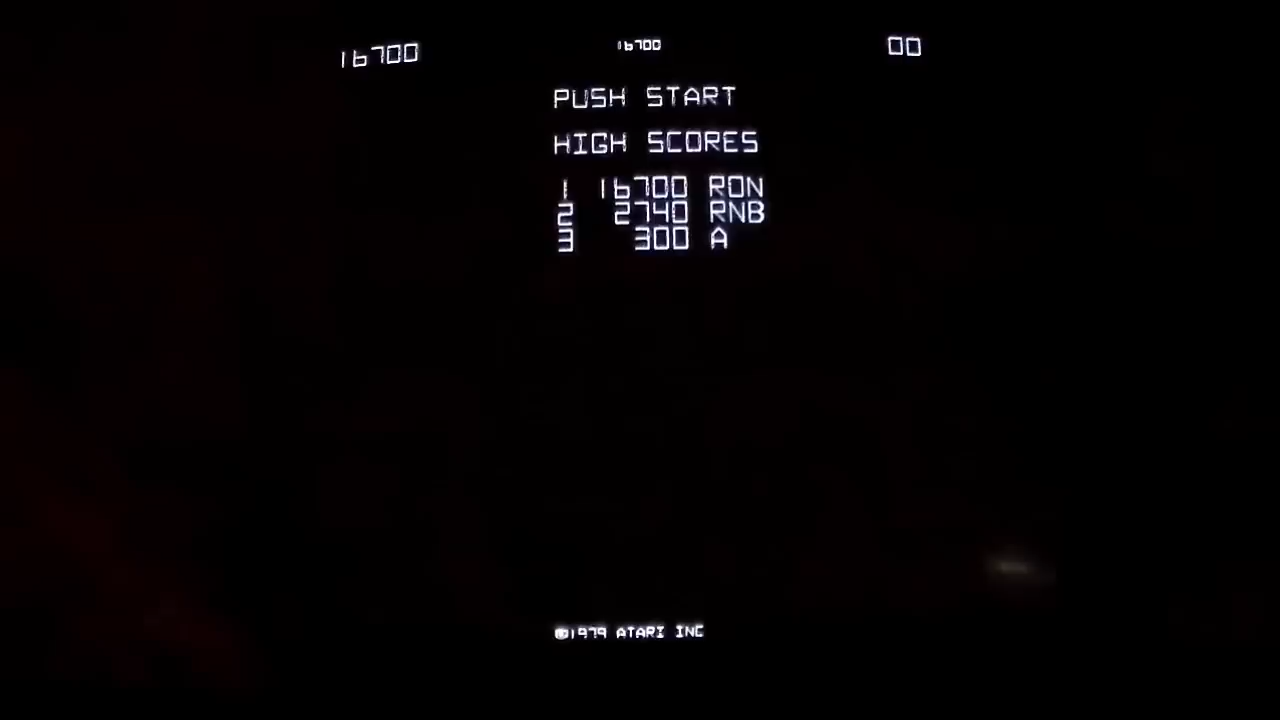 16700 16700 00
PUSH START
HIGH SCORES
1 16700 RON
2 2740 RNB
3 300 A
©1979 ATARI INC